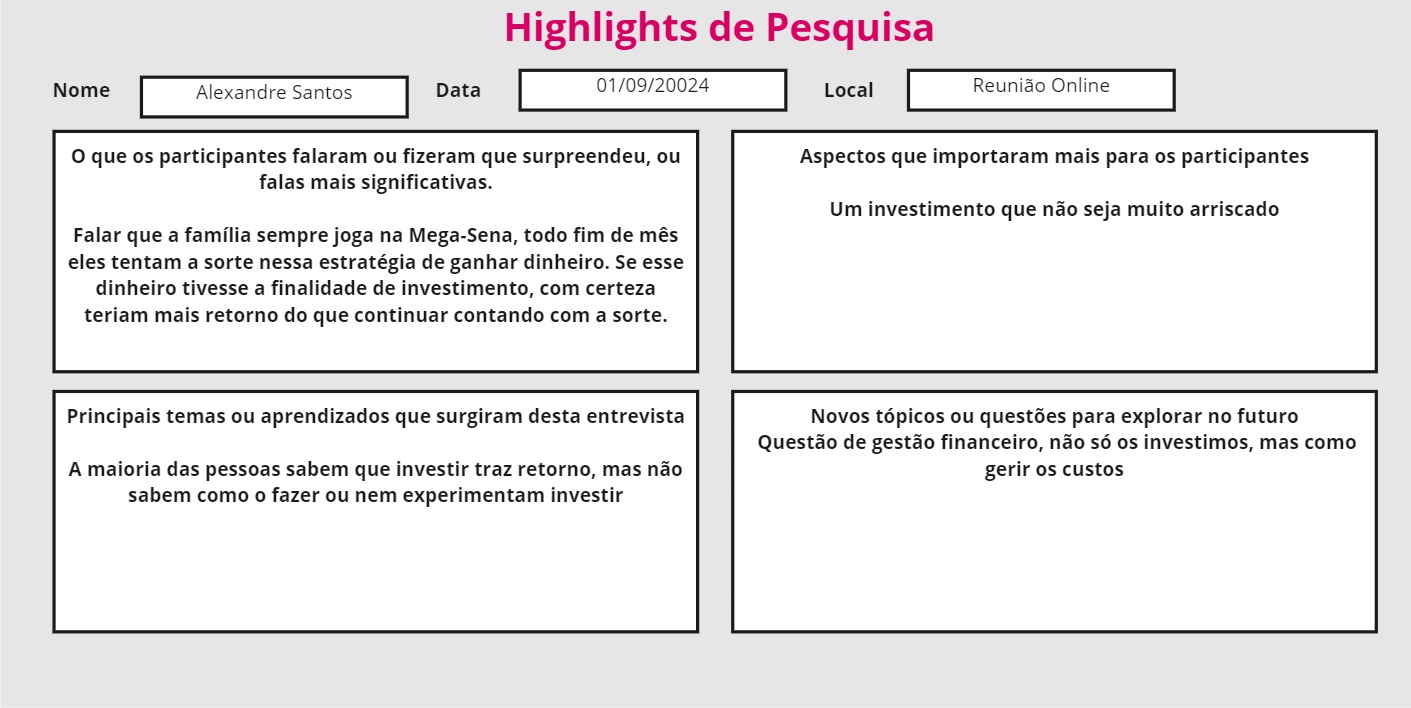 Highlights de Pesquisa
Nome
Alexandre Santos
Data
01/09/20024
Local
Reunião Online
O que os participantes falaram ou fizeram que surpreendeu, ou
falas mais significativas.
Falar que a família sempre joga na Mega-Sena, todo fim de mês
eles tentam a sorte nessa estratégia de ganhar dinheiro. Se esse
dinheiro tivesse a finalidade de investimento, com certeza
teriam mais retorno do que continuar contando com a sorte.
Aspectos que importaram mais para os participantes
Um investimento que não seja muito arriscado
Principais temas ou aprendizados que surgiram desta entrevista
A maioria das pessoas sabem que investir traz retorno, mas não
sabem como o fazer ou nem experimentam investir
Novos tópicos ou questões para explorar no futuro
Questão de gestão financeiro, não só os investimos, mas como
gerir os custos